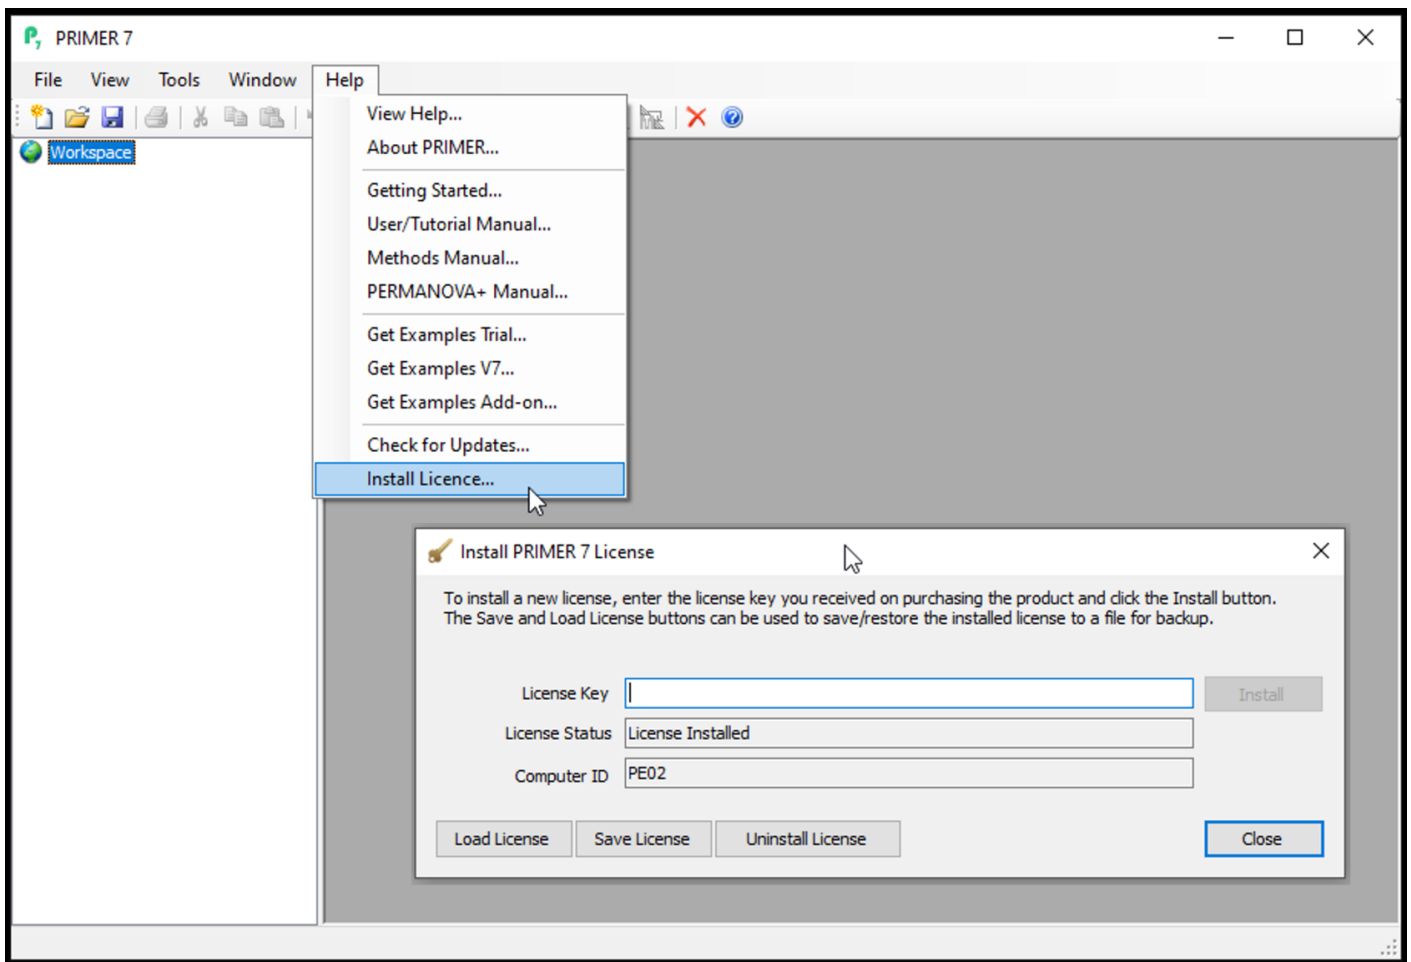 PRIMER 7
File View Tools Window Help
View Help...
About PRIMER...
Workspace
Getting Started...
User/Tutorial Manual...
Methods Manual...
PERMANOVA+ Manual...
Get Examples Trial...
Get Examples V7...
Get Examples Add-on...
Check for Updates...
Install Licence...
Install PRIMER 7 License
To install a new license, enter the license key you received on purchasing the product and click the Install button.
The Save and Load License buttons can be used to save/restore the installed license to a file for backup.
License Key Install
License Status License Installed
Computer ID PE02
Load License Save License Uninstall License Close